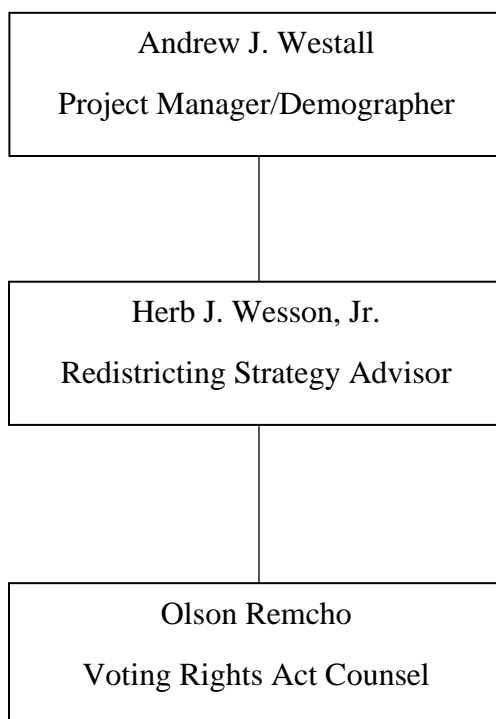 Andrew J. Westall
Project Manager/Demographer
Herb J. Wesson, Jr.
Redistricting Strategy Advisor
Olson Remcho
Voting Rights Act Counsel